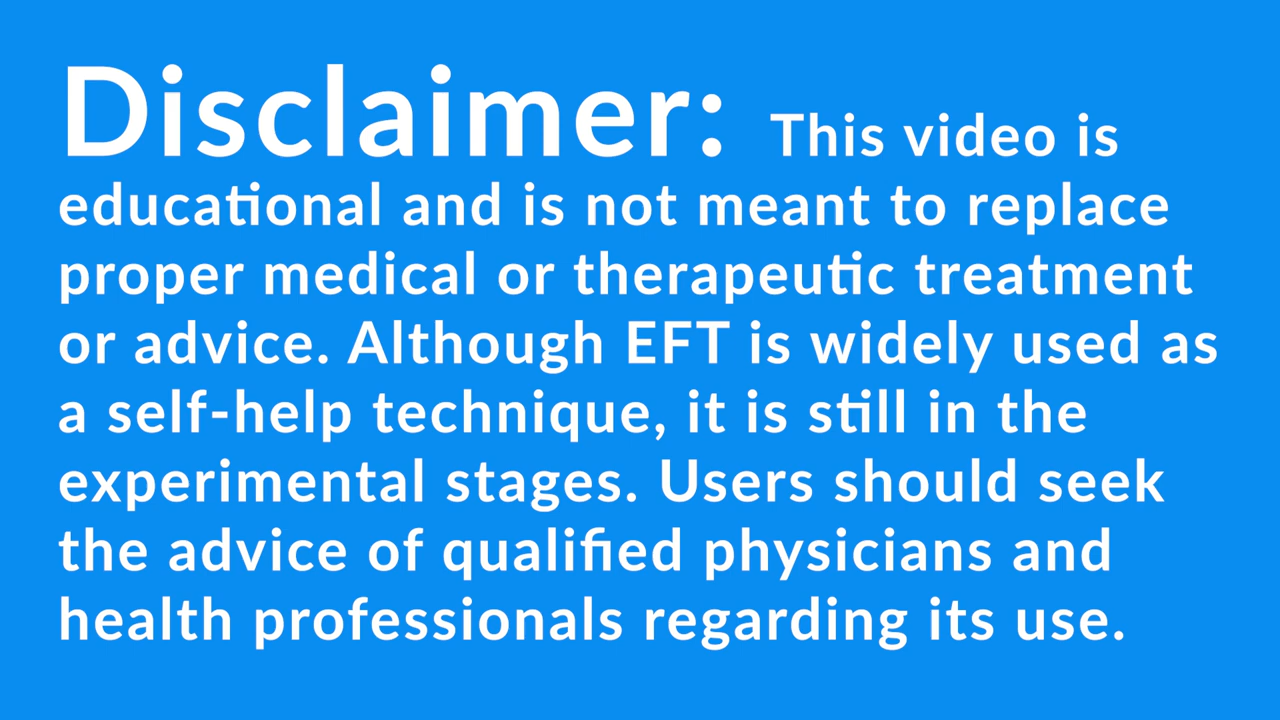 Disclaimer: This video is
educational and is not meant to replace
proper medical or therapeutic treatment
or advice. Although EFT is widely used as
a self-help technique, it is still in the
experimental stages. Users should seek
the advice of qualified physicians and
health professionals regarding its use.